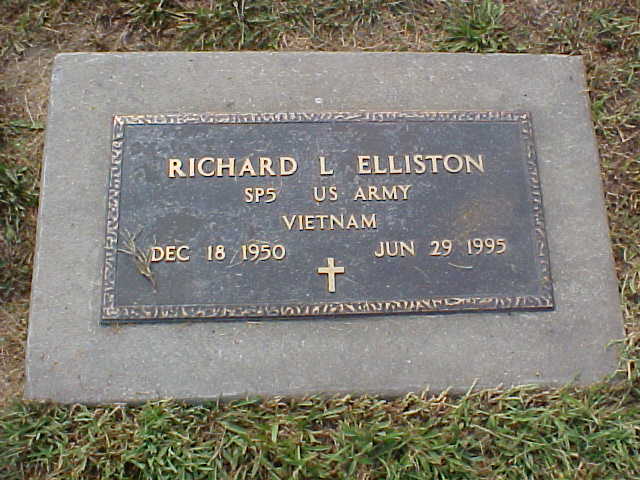 RICHARD L ELLISTON
SP5 US ARMY
VIETNAM
DEC 18 1950 JUN 29 1995